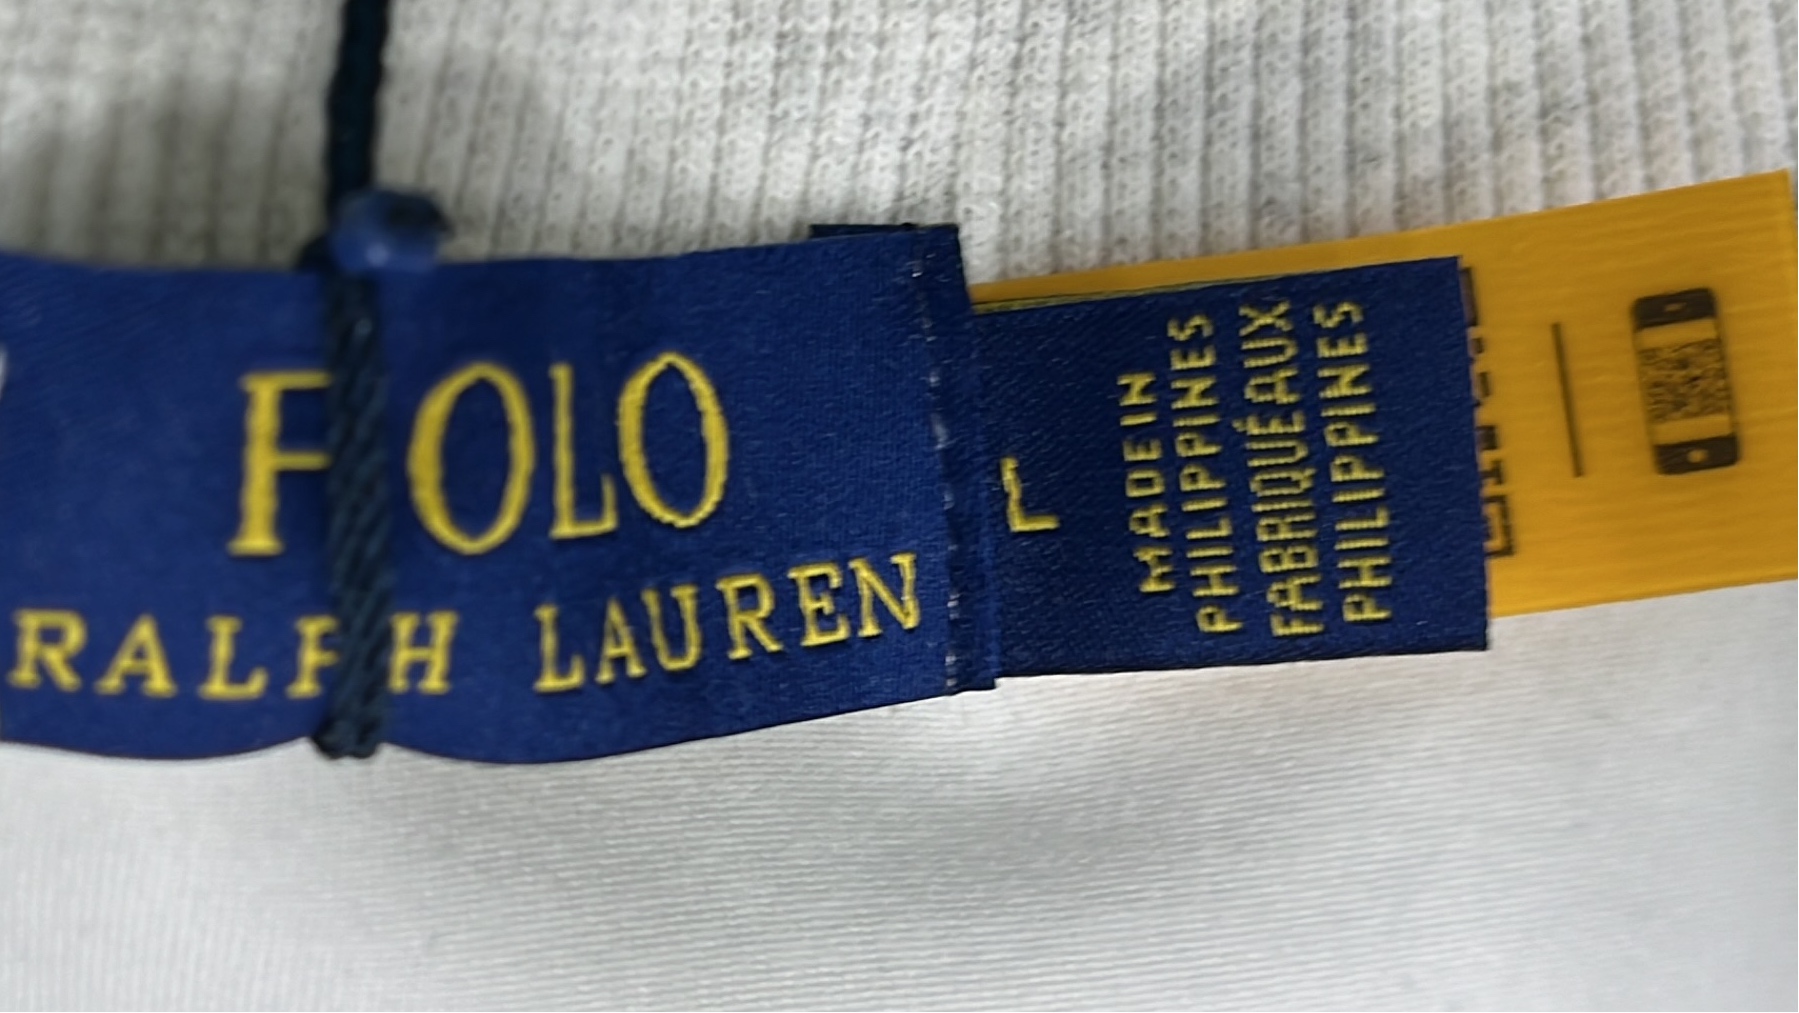 POLO
RALPH LAUREN
L
MADE IN
PHILIPPINES
FABRIQUÉ AUX
PHILIPPINES